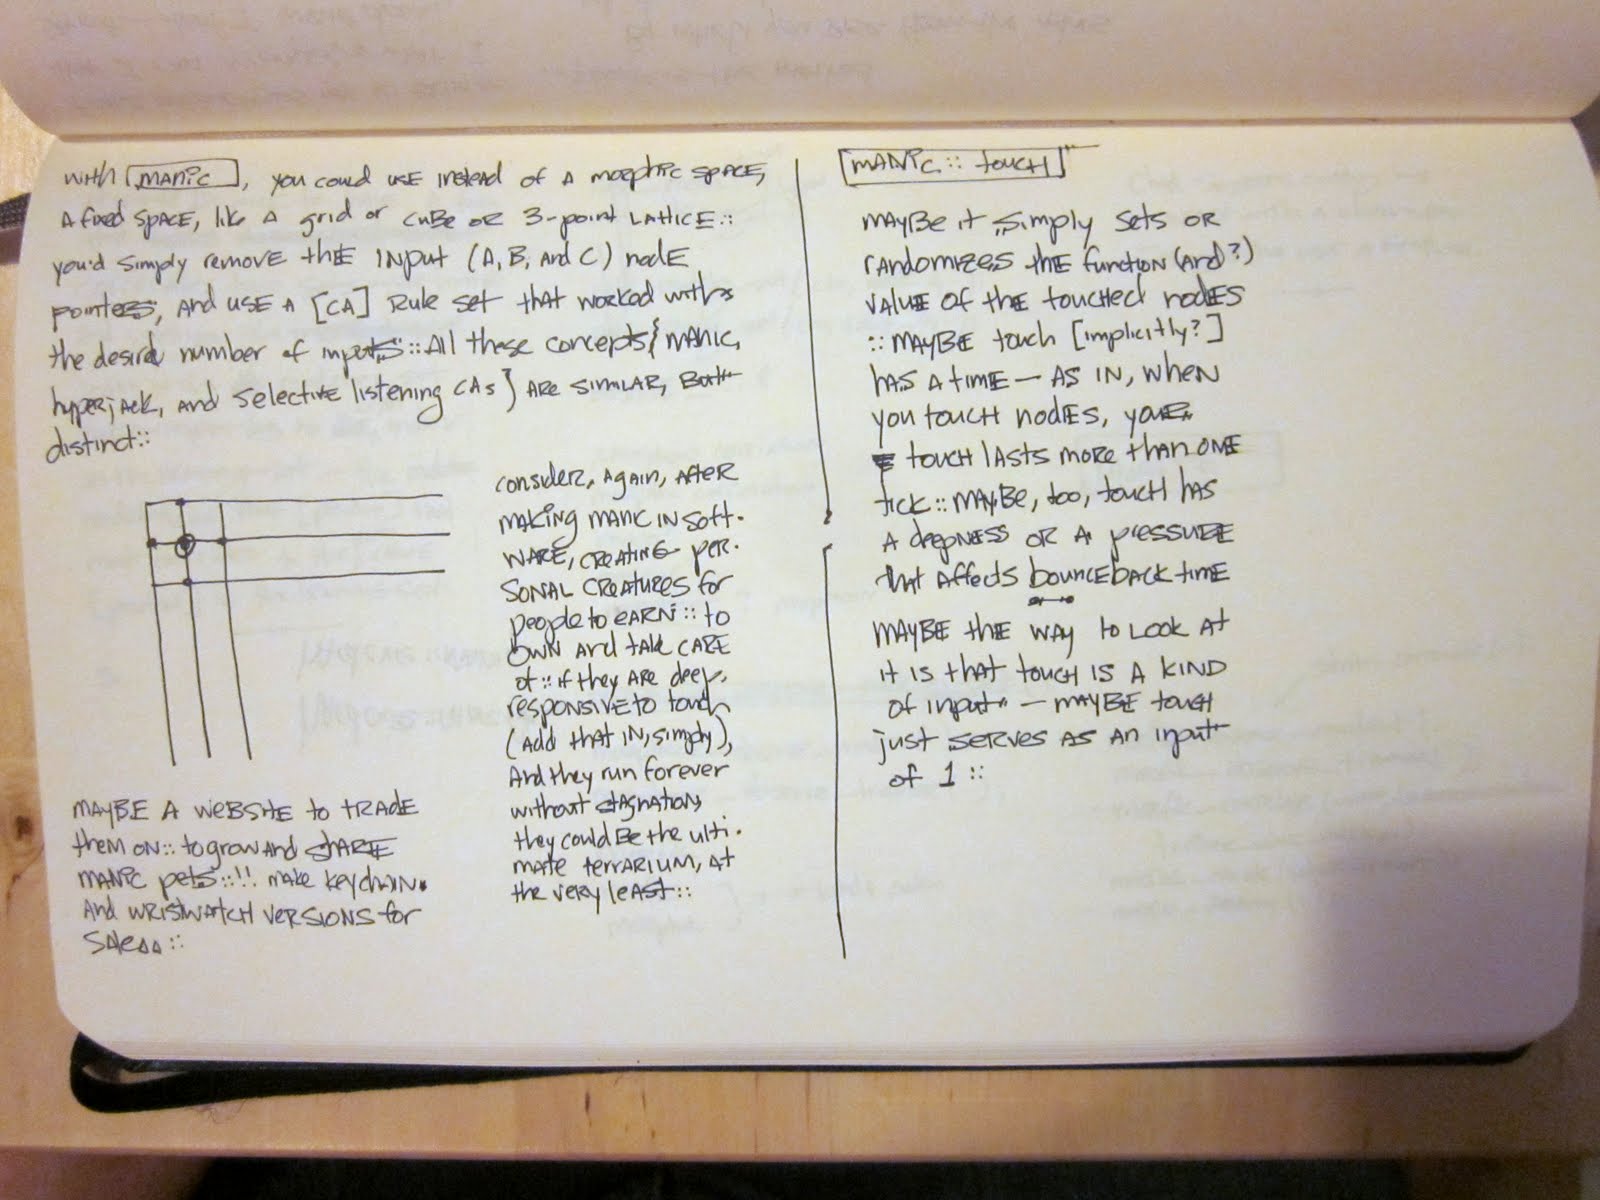 with [MANIC], you could use instead of a morphic space,
a fixed space, like a grid or cube or 3-point lattice::
you'd simply remove the input (A, B, and C) node
pointers, and use a [CA] rule set that worked with
the desired number of inputs:: All these concepts {MANIC,
hyperjack, and selective listening CAs} are similar, but
distinct::
consider, again, after
making manic in soft-
ware, creating per-
sonal creatures for
people to earn :: to
own and take care
of :: if they are deep,
responsive to touch
(add that in, simply),
and they run forever
without stagnation,
they could be the ulti-
mate terrarium, at
the very least::
maybe a website to trade
them on:: to grow and share
manic pets::!! make keychain
and wristwatch versions for
sale::
[MANIC:: touch]
maybe it simply sets or
randomizes the function (and?)
value of the touched nodes
:: maybe touch [implicitly?]
has a time — as in, when
you touch nodes, your
touch lasts more than one
tick :: maybe, too, touch has
a deepness or a pressure
that affects bounceback time
maybe the way to look at
it is that touch is a kind
of input — maybe touch
just serves as an input
of 1 ::